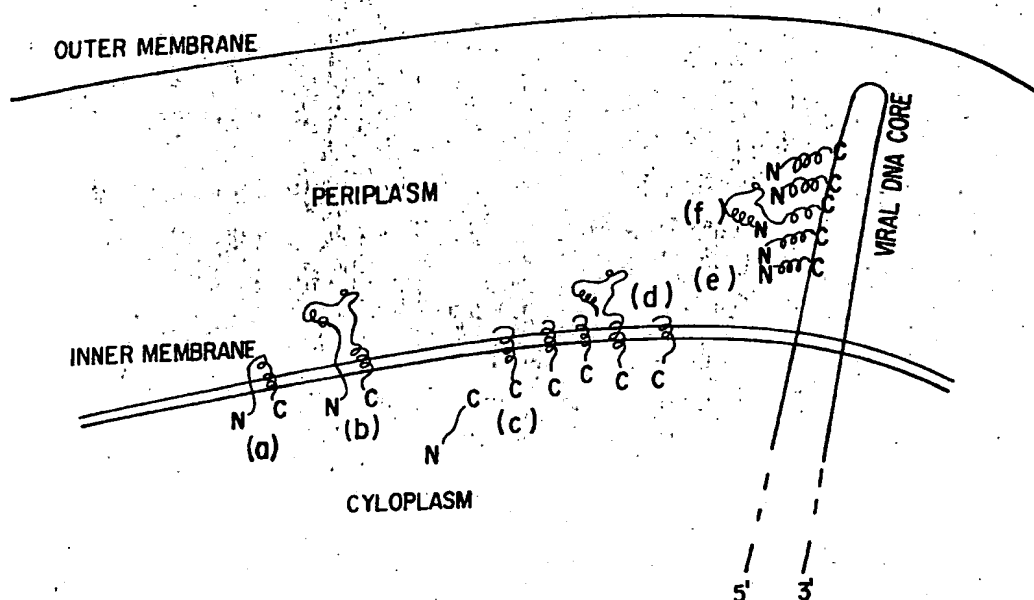 OUTER MEMBRANE
VIRAL DNA CORE
PERIPLASM
N C
N C
C
(f) N
N C
N C
(e)
(d)
INNER MEMBRANE
N C
(a)
N C
(b)
C C C C C
(c)
C
N
CYLOPLASM
5' 3'